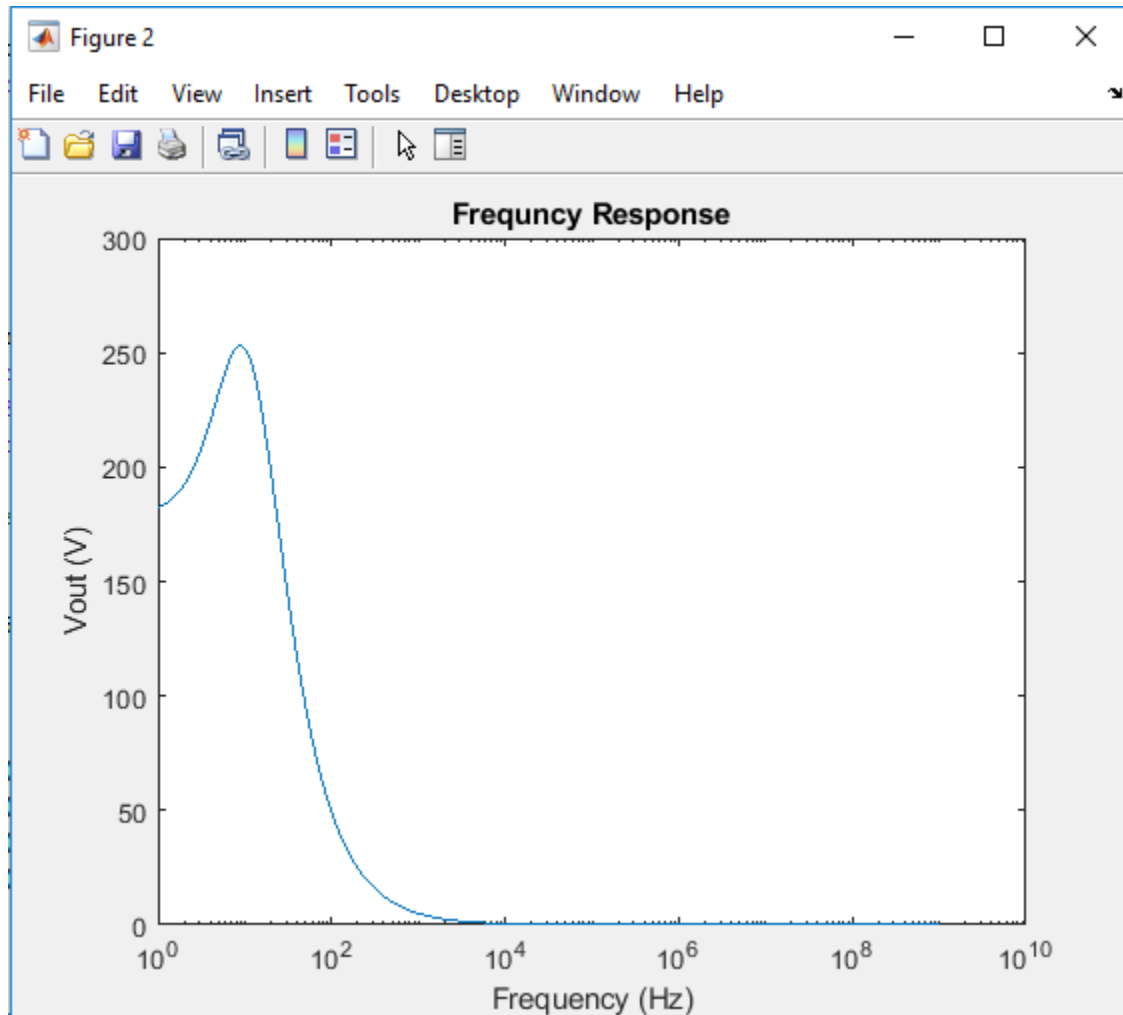 Figure 2
File Edit View Insert Tools Desktop Window Help
Frequncy Response
300
250
200
150
100
50
0
Vout (V)
10^0 10^2 10^4 10^6 10^8 10^10
Frequency (Hz)